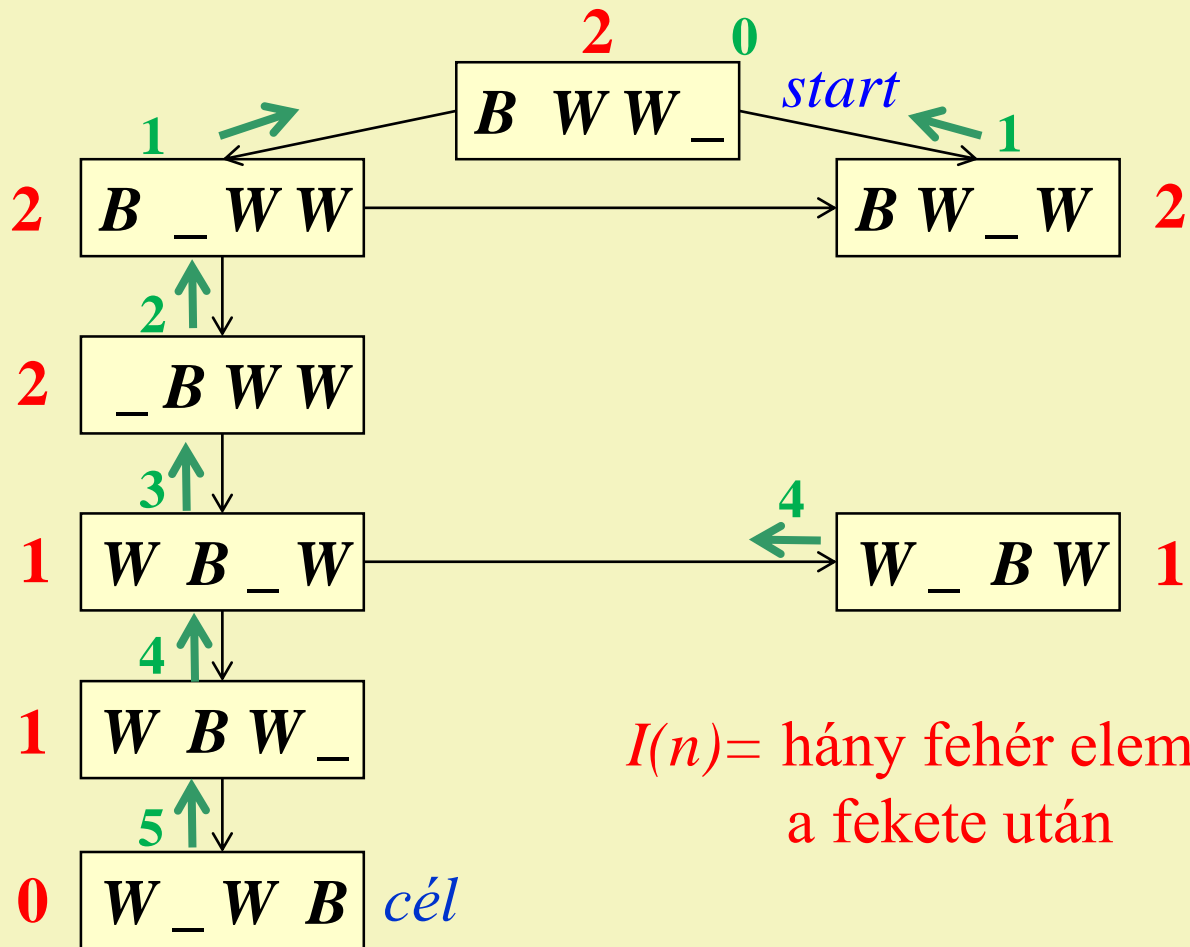 2 0
B W W _ start
1 1
2 B _ W W B W _ W 2
2
2 _ B W W
3 4
1 W B _ W W _ B W 1
4
1 W B W _
I(n)= hány fehér elem
a fekete után
5
0 W _ W B cél